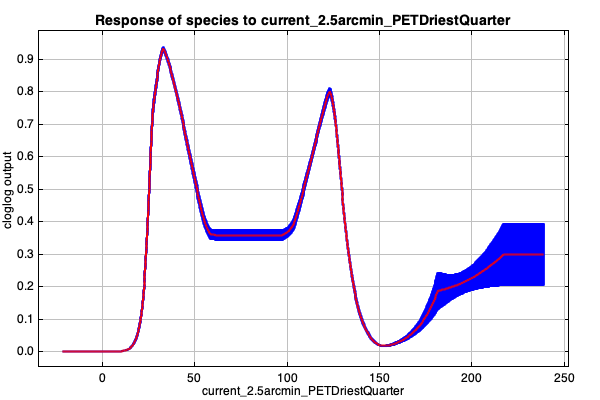 Response of species to current_2.5arcmin_PETDriestQuarter
cloglog output
0.9
0.8
0.7
0.6
0.5
0.4
0.3
0.2
0.1
0.0
0 50 100 150 200 250
current_2.5arcmin_PETDriestQuarter